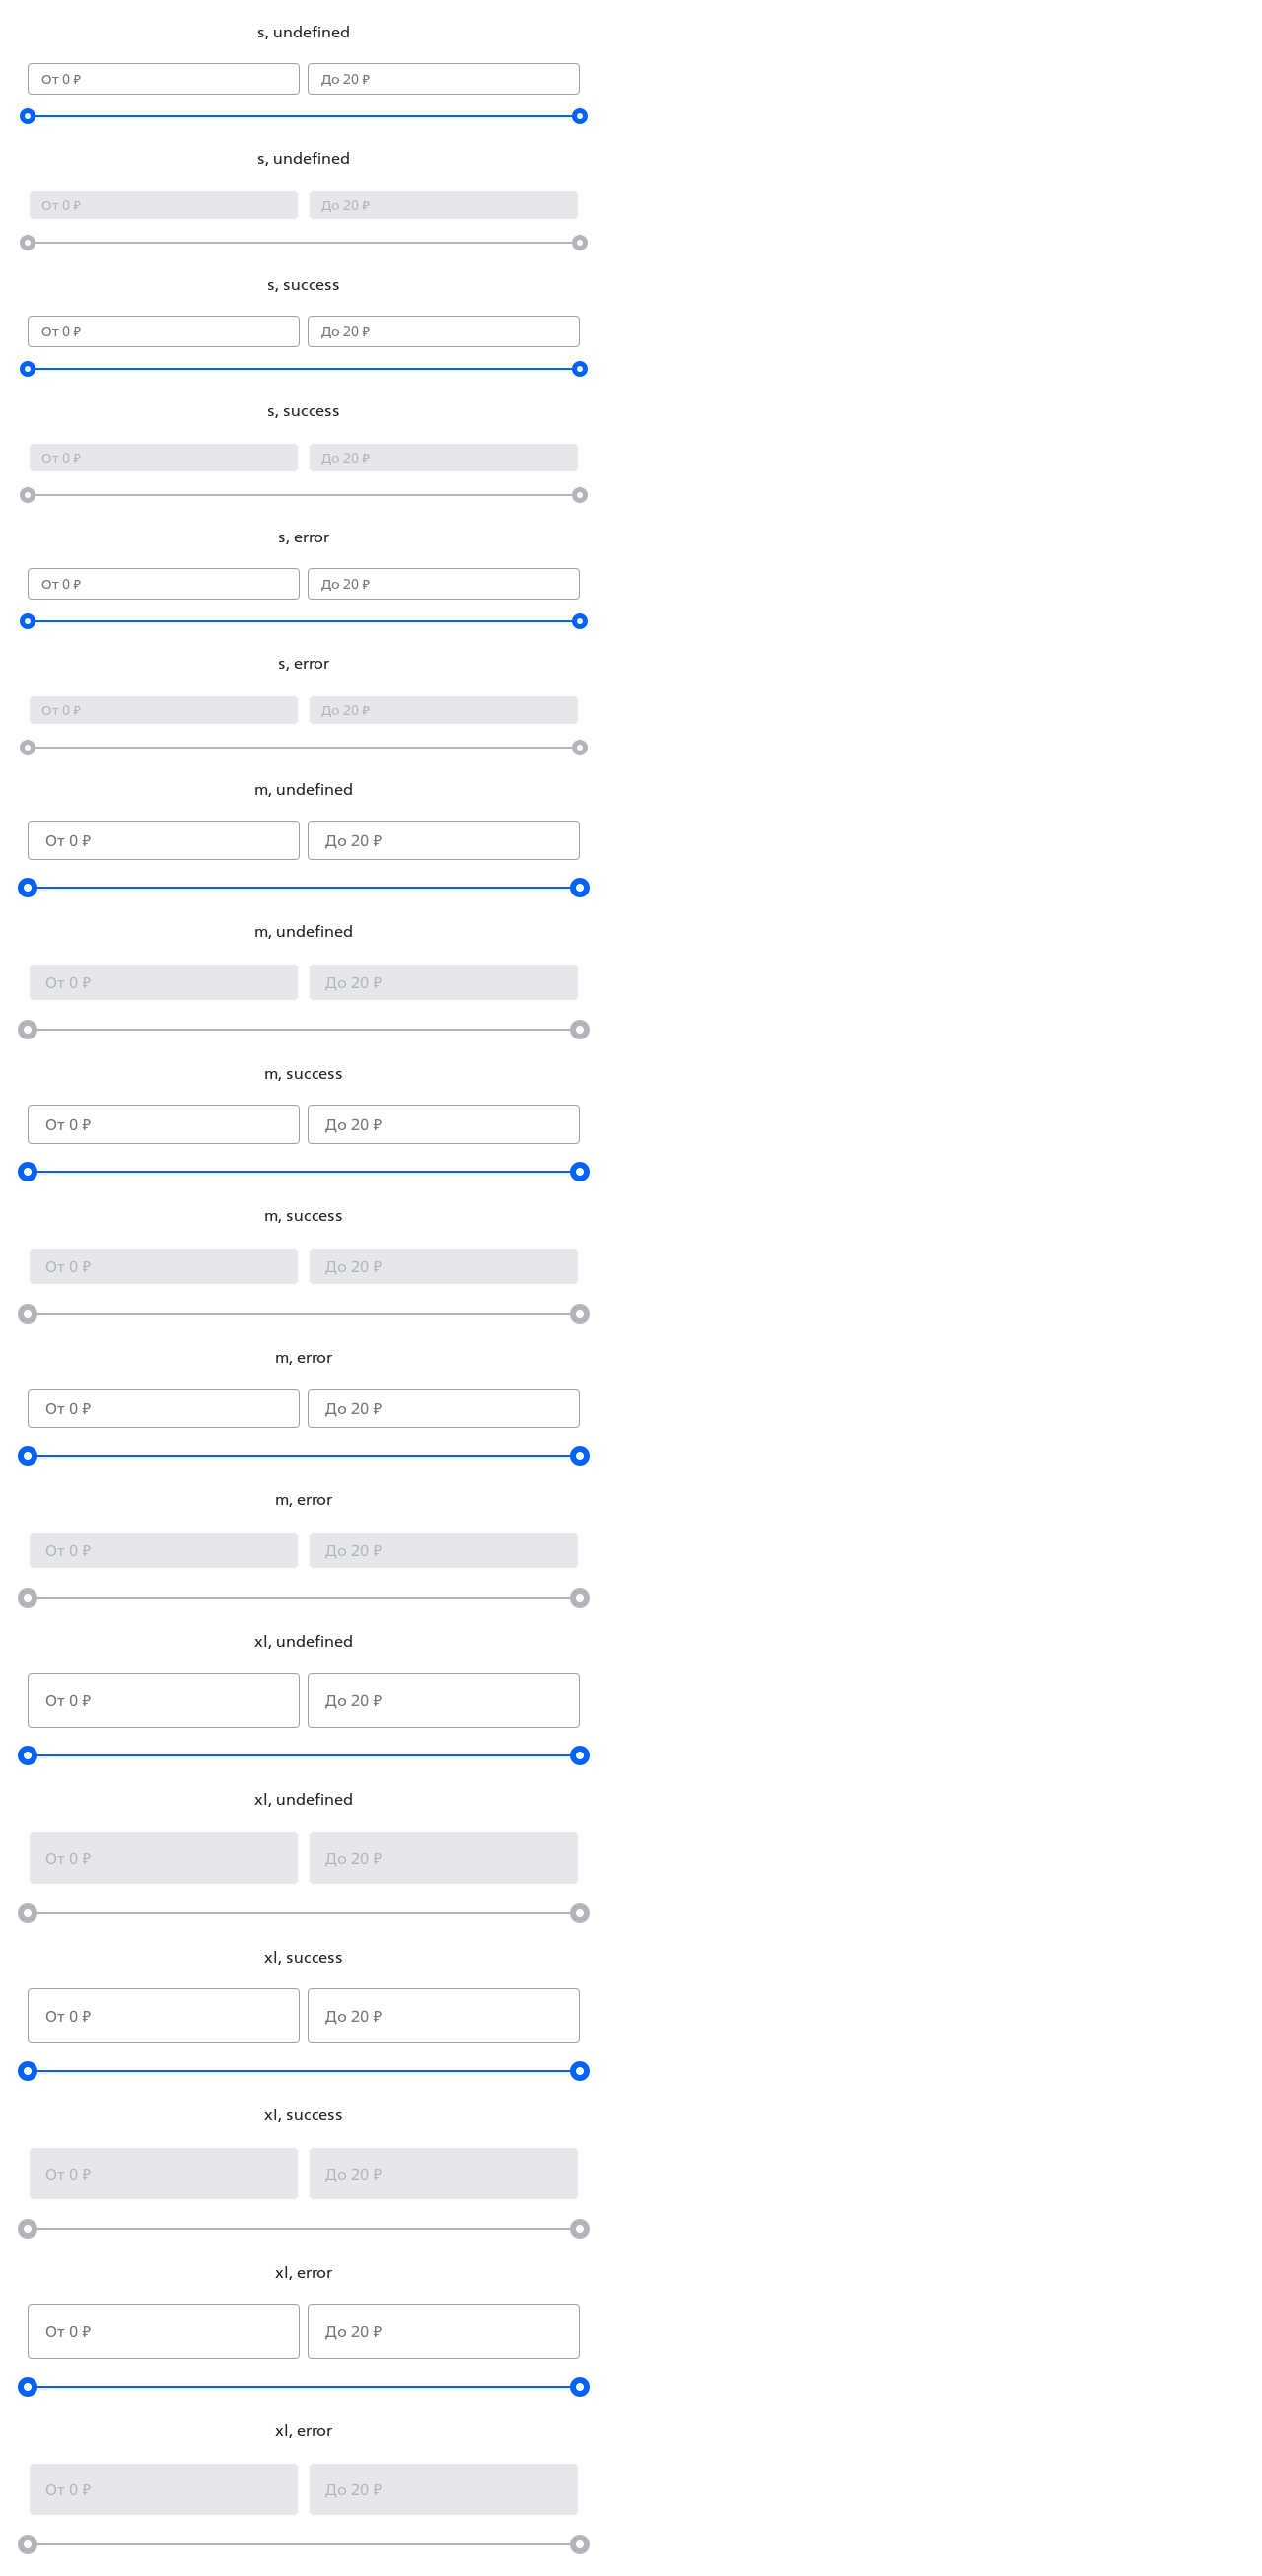 s, undefined
От 0 ₽ До 20 ₽
s, undefined
От 0 ₽ До 20 ₽
s, success
От 0 ₽ До 20 ₽
s, success
От 0 ₽ До 20 ₽
s, error
От 0 ₽ До 20 ₽
s, error
От 0 ₽ До 20 ₽
m, undefined
От 0 ₽ До 20 ₽
m, undefined
От 0 ₽ До 20 ₽
m, success
От 0 ₽ До 20 ₽
m, success
От 0 ₽ До 20 ₽
m, error
От 0 ₽ До 20 ₽
m, error
От 0 ₽ До 20 ₽
xl, undefined
От 0 ₽ До 20 ₽
xl, undefined
От 0 ₽ До 20 ₽
xl, success
От 0 ₽ До 20 ₽
xl, success
От 0 ₽ До 20 ₽
xl, error
От 0 ₽ До 20 ₽
xl, error
От 0 ₽ До 20 ₽